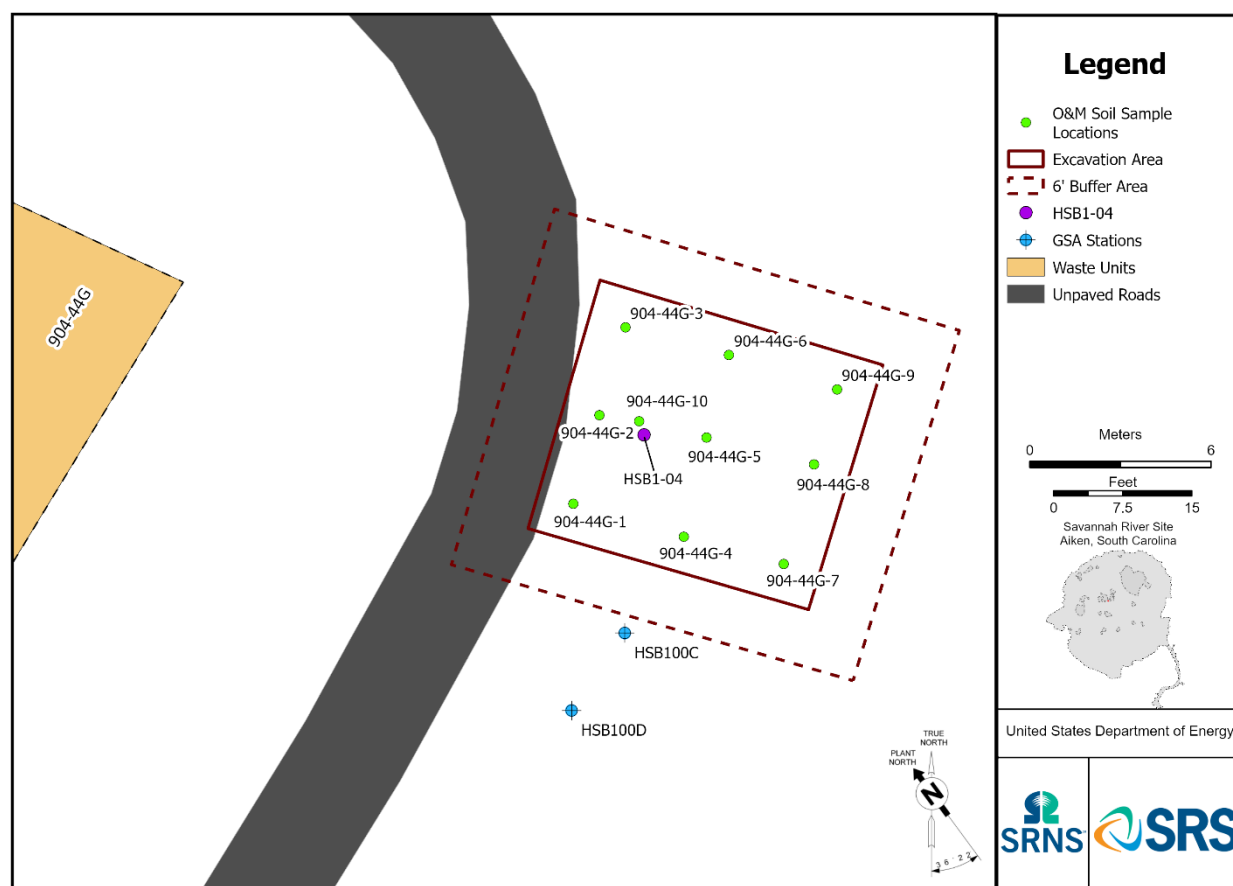 904-44G
904-44G-3
904-44G-6
904-44G-9
904-44G-10
904-44G-2
904-44G-5
HSB1-04
904-44G-8
904-44G-1
904-44G-4
904-44G-7
HSB100C
HSB100D
TRUE
NORTH
PLANT
NORTH
N
36°22'
Legend
O&M Soil Sample
Locations
Excavation Area
6' Buffer Area
HSB1-04
GSA Stations
Waste Units
Unpaved Roads
Meters
0 6
Feet
0 7.5 15
Savannah River Site
Aiken, South Carolina
United States Department of Energy
SRNS℠
SRS